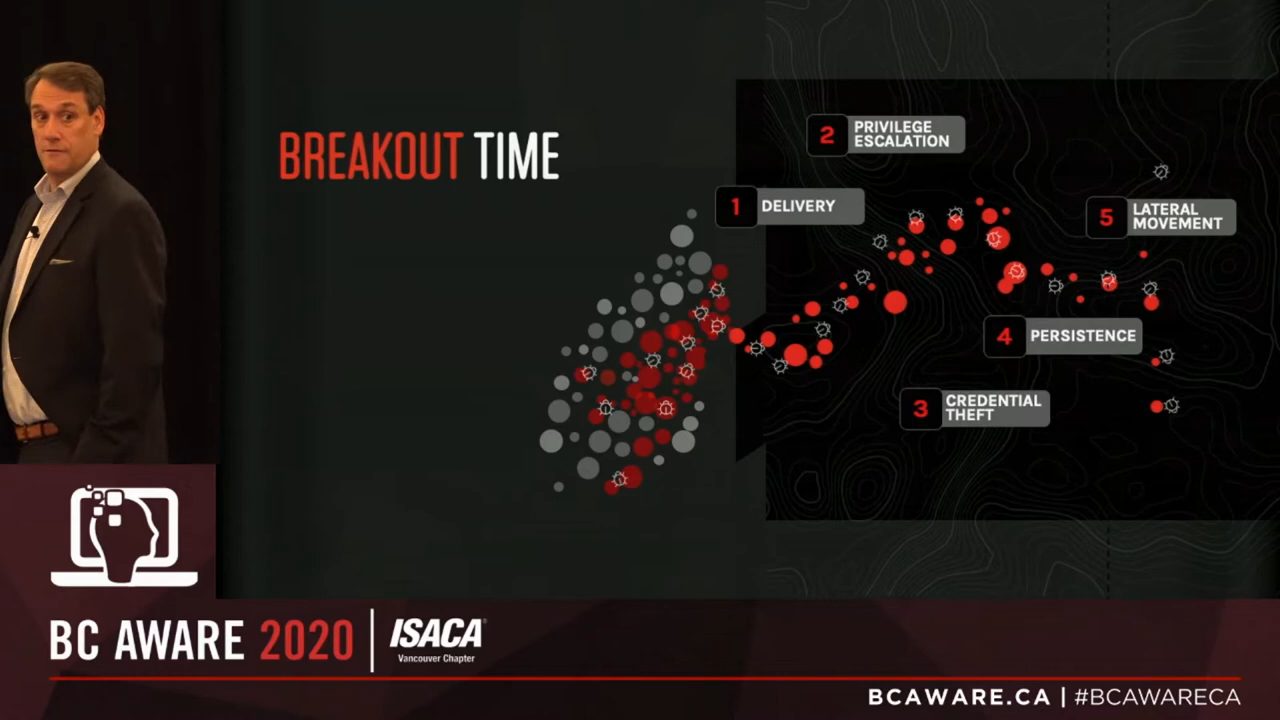 BREAKOUT TIME
1 DELIVERY
2 PRIVILEGE
ESCALATION
3 CREDENTIAL
THEFT
4 PERSISTENCE
5 LATERAL
MOVEMENT
BC AWARE 2020
ISACA
Vancouver Chapter
BCAWARE.CA | #BCAWARECA